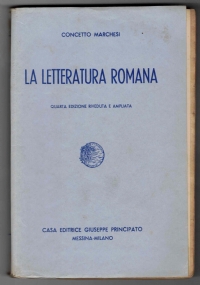 CONCETTO MARCHESI
LA LETTERATURA ROMANA
QUARTA EDIZIONE RIVEDUTA E AMPLIATA
CASA EDITRICE GIUSEPPE PRINCIPATO
MESSINA-MILANO